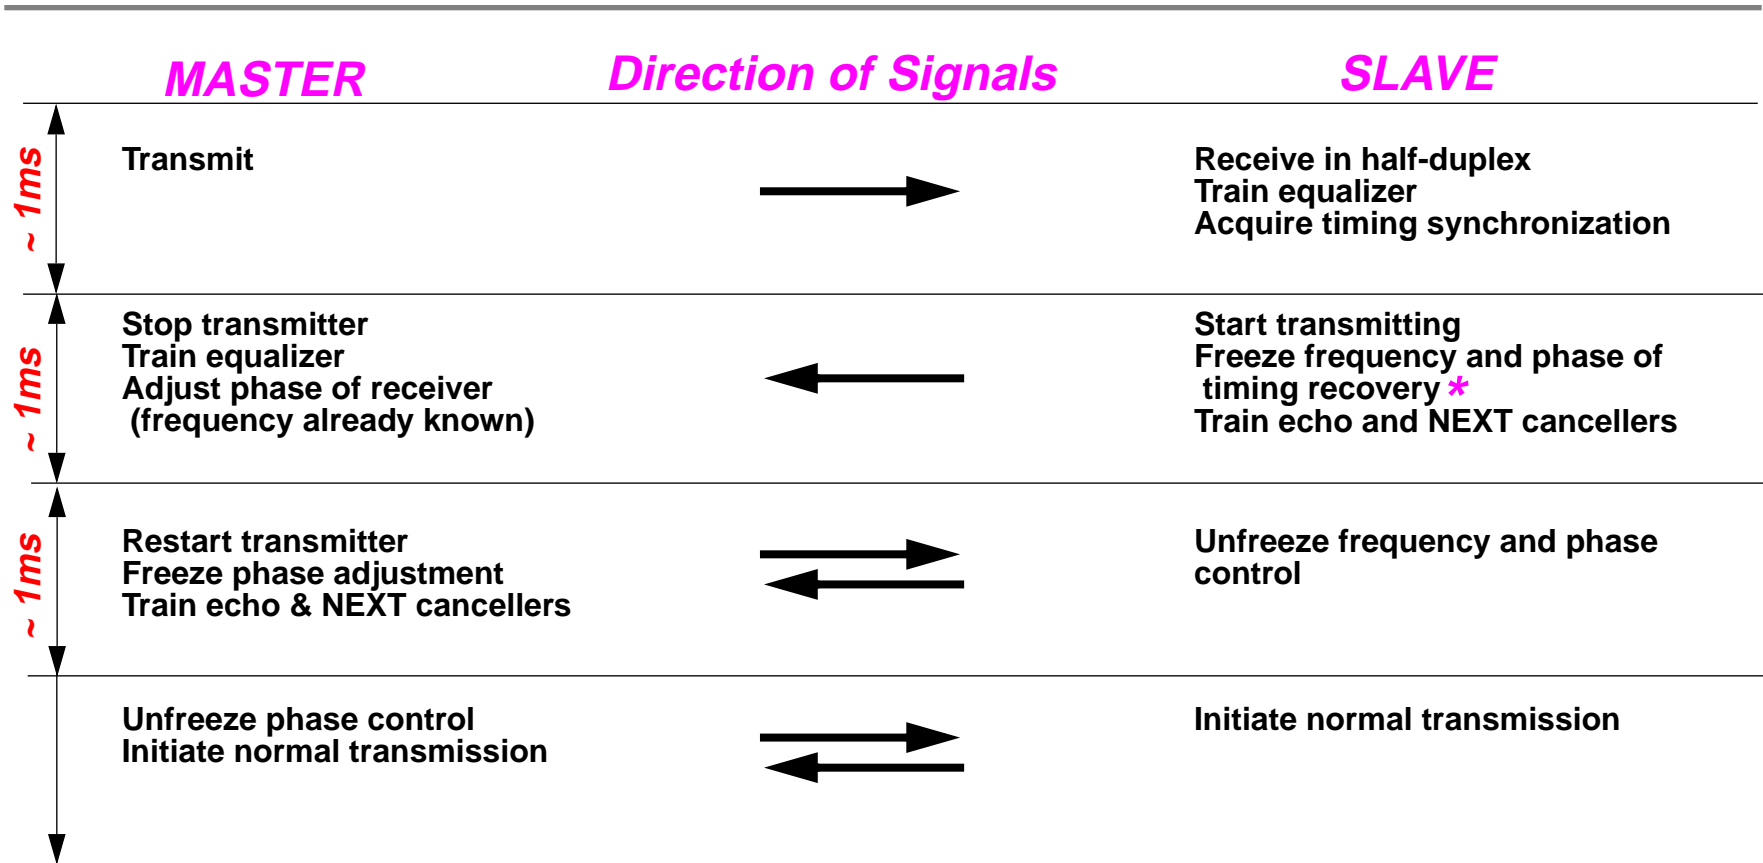 MASTER
Direction of Signals
SLAVE
~ 1ms
Transmit
Receive in half-duplex
Train equalizer
Acquire timing synchronization
~ 1ms
Stop transmitter
Train equalizer
Adjust phase of receiver
(frequency already known)
Start transmitting
Freeze frequency and phase of
timing recovery *
Train echo and NEXT cancellers
~ 1ms
Restart transmitter
Freeze phase adjustment
Train echo & NEXT cancellers
Unfreeze frequency and phase
control
Unfreeze phase control
Initiate normal transmission
Initiate normal transmission